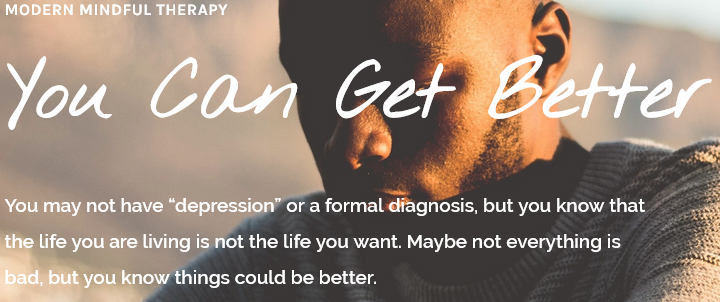 MODERN MINDFUL THERAPY
You Can Get Better
You may not have “depression” or a formal diagnosis, but you know that
the life you are living is not the life you want. Maybe not everything is
bad, but you know things could be better.